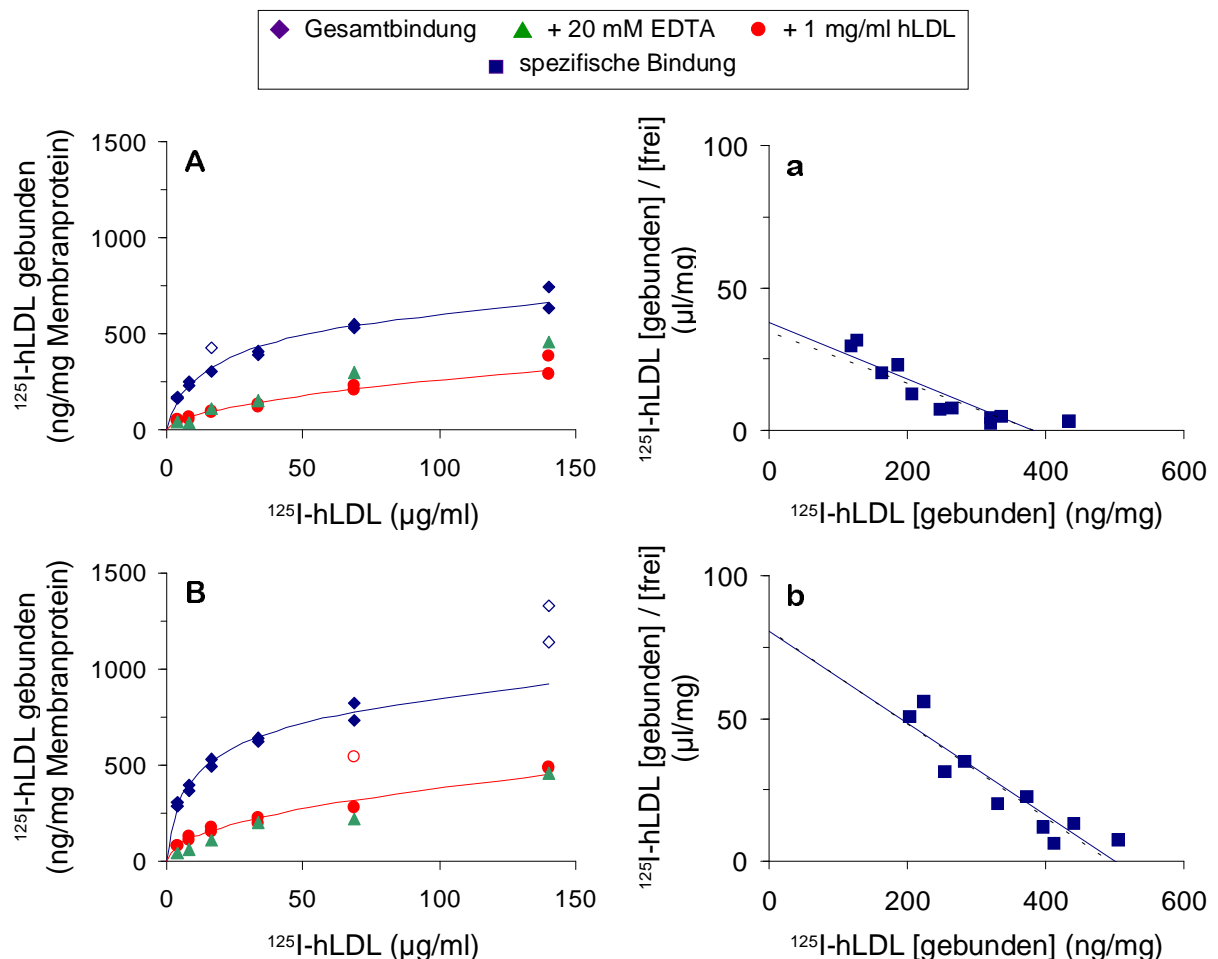 Gesamtbindung + 20 mM EDTA + 1 mg/ml hLDL
spezifische Bindung
A
¹²⁵I-hLDL gebunden
(ng/mg Membranprotein)
1500
1000
500
0
0 50 100 150
¹²⁵I-hLDL (µg/ml)
a
¹²⁵I-hLDL [gebunden] / [frei]
(µl/mg)
100
50
0
0 200 400 600
¹²⁵I-hLDL [gebunden] (ng/mg)
B
¹²⁵I-hLDL gebunden
(ng/mg Membranprotein)
1500
1000
500
0
0 50 100 150
¹²⁵I-hLDL (µg/ml)
b
¹²⁵I-hLDL [gebunden] / [frei]
(µl/mg)
100
50
0
0 200 400 600
¹²⁵I-hLDL [gebunden] (ng/mg)